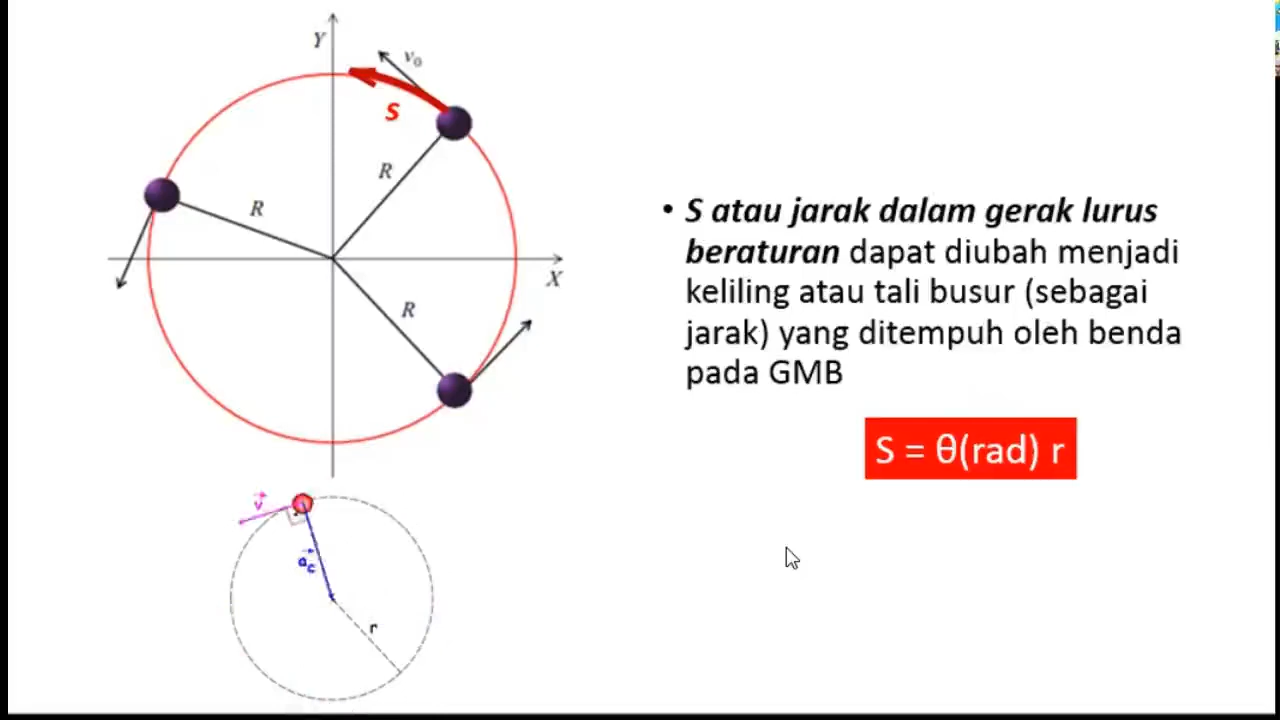 Y
v₀
S
R
R
X
R
• S atau jarak dalam gerak lurus
beraturan dapat diubah menjadi
keliling atau tali busur (sebagai
jarak) yang ditempuh oleh benda
pada GMB
S = θ(rad) r
v
a_c
r